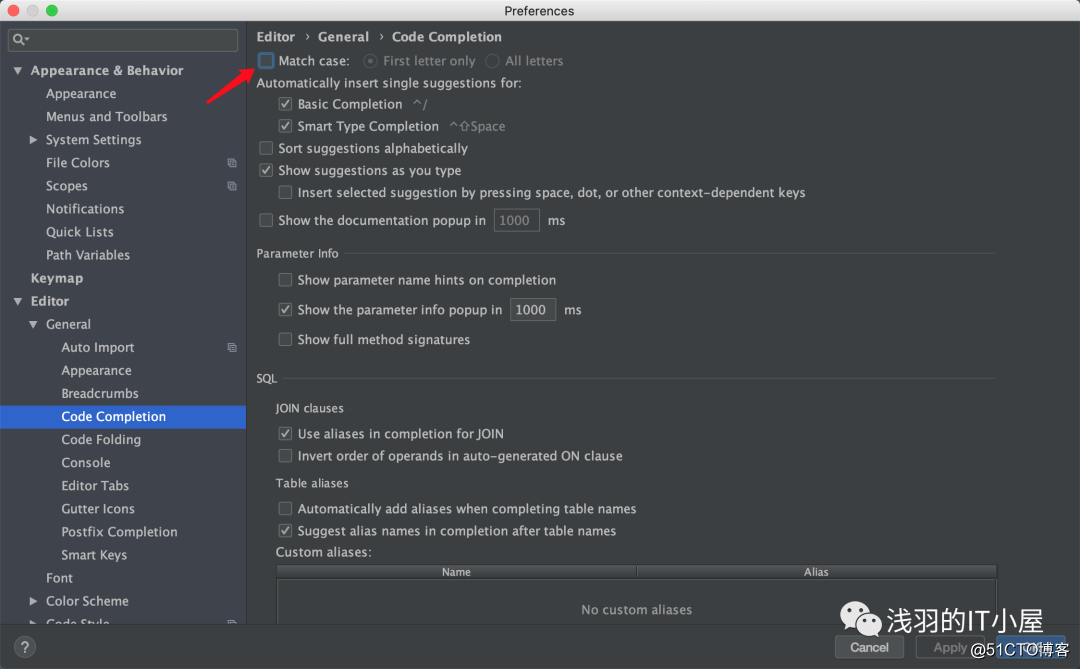 Preferences
Appearance & Behavior
Appearance
Menus and Toolbars
System Settings
File Colors
Scopes
Notifications
Quick Lists
Path Variables
Keymap
Editor
General
Auto Import
Appearance
Breadcrumbs
Code Completion
Code Folding
Console
Editor Tabs
Gutter Icons
Postfix Completion
Smart Keys
Font
Color Scheme
Code Style
?
Editor › General › Code Completion
Match case: First letter only All letters
Automatically insert single suggestions for:
Basic Completion ^/
Smart Type Completion ^⇧Space
Sort suggestions alphabetically
Show suggestions as you type
Insert selected suggestion by pressing space, dot, or other context-dependent keys
Show the documentation popup in 1000 ms
Parameter Info
Show parameter name hints on completion
Show the parameter info popup in 1000 ms
Show full method signatures
SQL
JOIN clauses
Use aliases in completion for JOIN
Invert order of operands in auto-generated ON clause
Table aliases
Automatically add aliases when completing table names
Suggest alias names in completion after table names
Custom aliases:
Name Alias
No custom aliases
浅羽的IT小屋
Cancel Apply
@51CTO博客